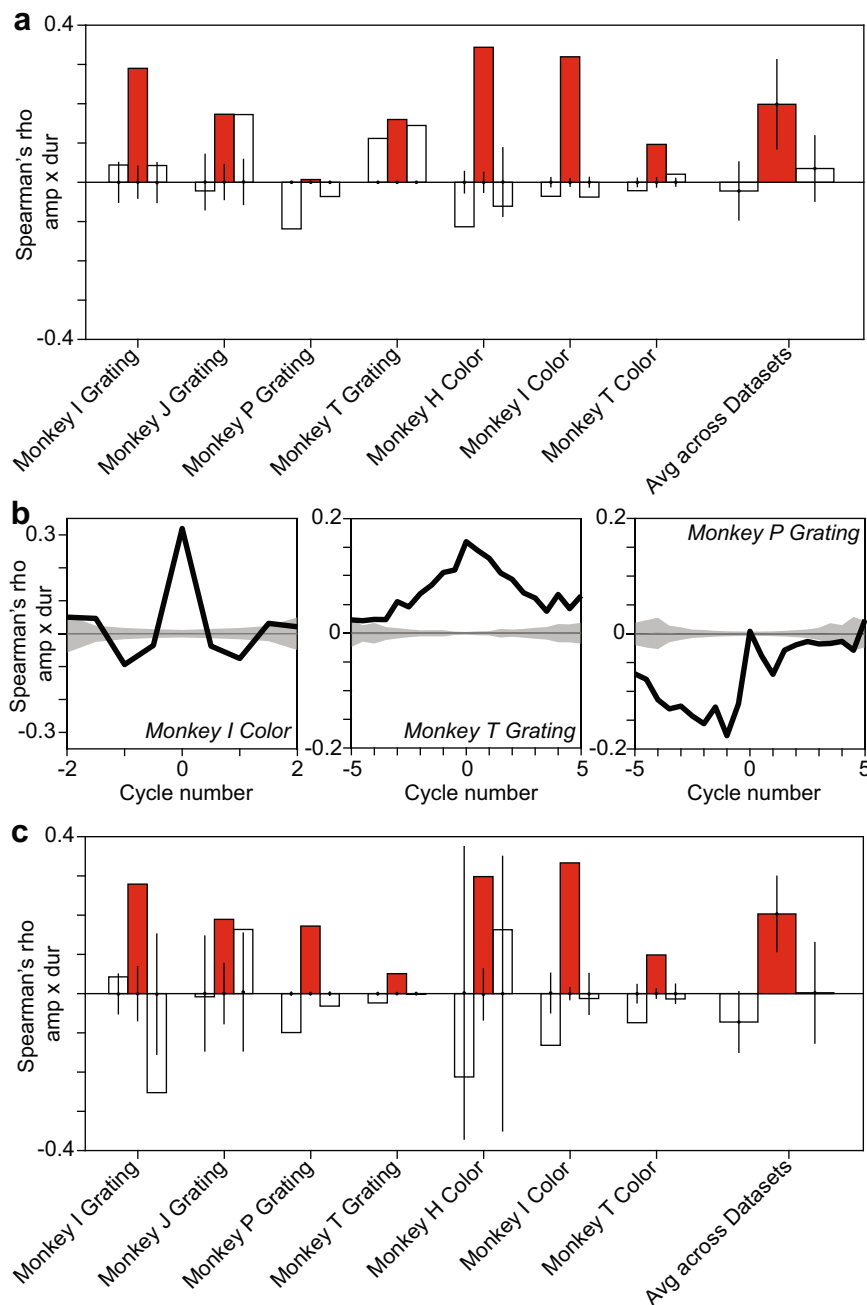 a
0.4
Spearman's rho
amp x dur
-0.4
Monkey I Grating
Monkey J Grating
Monkey P Grating
Monkey T Grating
Monkey H Color
Monkey I Color
Monkey T Color
Avg across Datasets
b
0.3
Spearman's rho
amp x dur
-0.3
Monkey I Color
-2 0 2
Cycle number
0.2
0
-0.2
Monkey T Grating
-5 0 5
Cycle number
0.2
Monkey P Grating
0
-0.2
-5 0 5
Cycle number
c
0.4
Spearman's rho
amp x dur
-0.4
Monkey I Grating
Monkey J Grating
Monkey P Grating
Monkey T Grating
Monkey H Color
Monkey I Color
Monkey T Color
Avg across Datasets